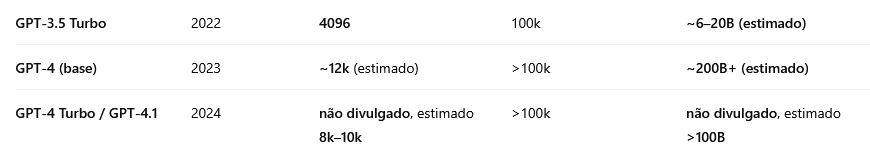 GPT-3.5 Turbo 2022 4096 100k ~6–20B (estimado)
GPT-4 (base) 2023 ~12k (estimado) >100k ~200B+ (estimado)
GPT-4 Turbo / GPT-4.1 2024 não divulgado, estimado >100k não divulgado, estimado
8k–10k >100B